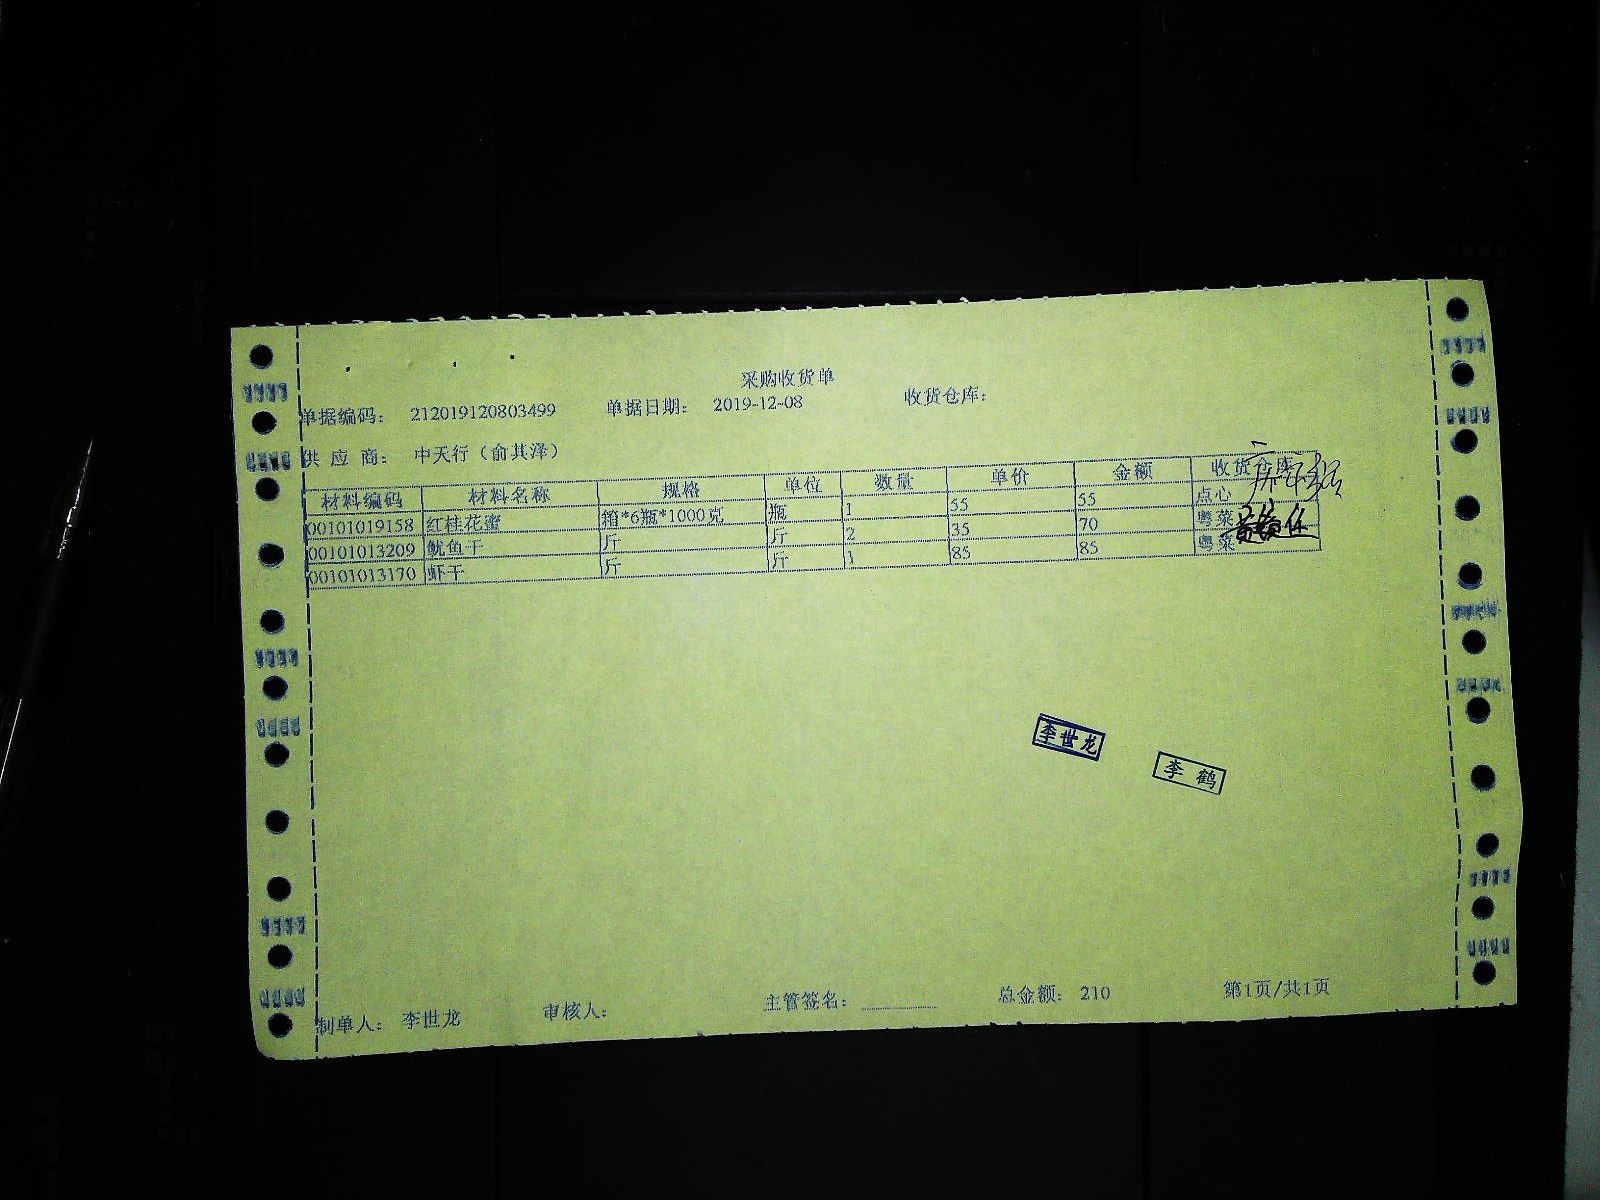 采购收货单
单据编码： 212019120803499 单据日期： 2019-12-08 收货仓库：
供 应 商： 中天行（俞其泽）
材料编码 材料名称 规格 单位 数量 单价 金额 收货仓库
00101019158 红桂花蜜 箱*6瓶*1000克 瓶 1 55 55 点心
00101013209 鱿鱼干 斤 斤 2 35 70 粤菜
00101013170 虾干 斤 斤 1 85 85 粤菜
李世龙
李鹤
制单人： 李世龙 审核人： 主管签名： 总金额： 210 第1页/共1页